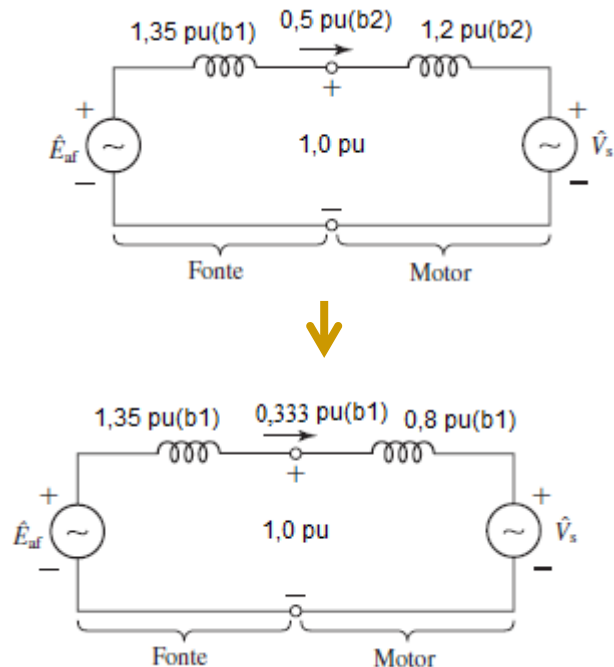 1,35 pu(b1) 0,5 pu(b2) 1,2 pu(b2)
+
+ +
Ê_af ~ 1,0 pu ~ V̂_s
− −
−
Fonte Motor
1,35 pu(b1) 0,333 pu(b1) 0,8 pu(b1)
+
+ +
Ê_af ~ 1,0 pu ~ V̂_s
− −
−
Fonte Motor